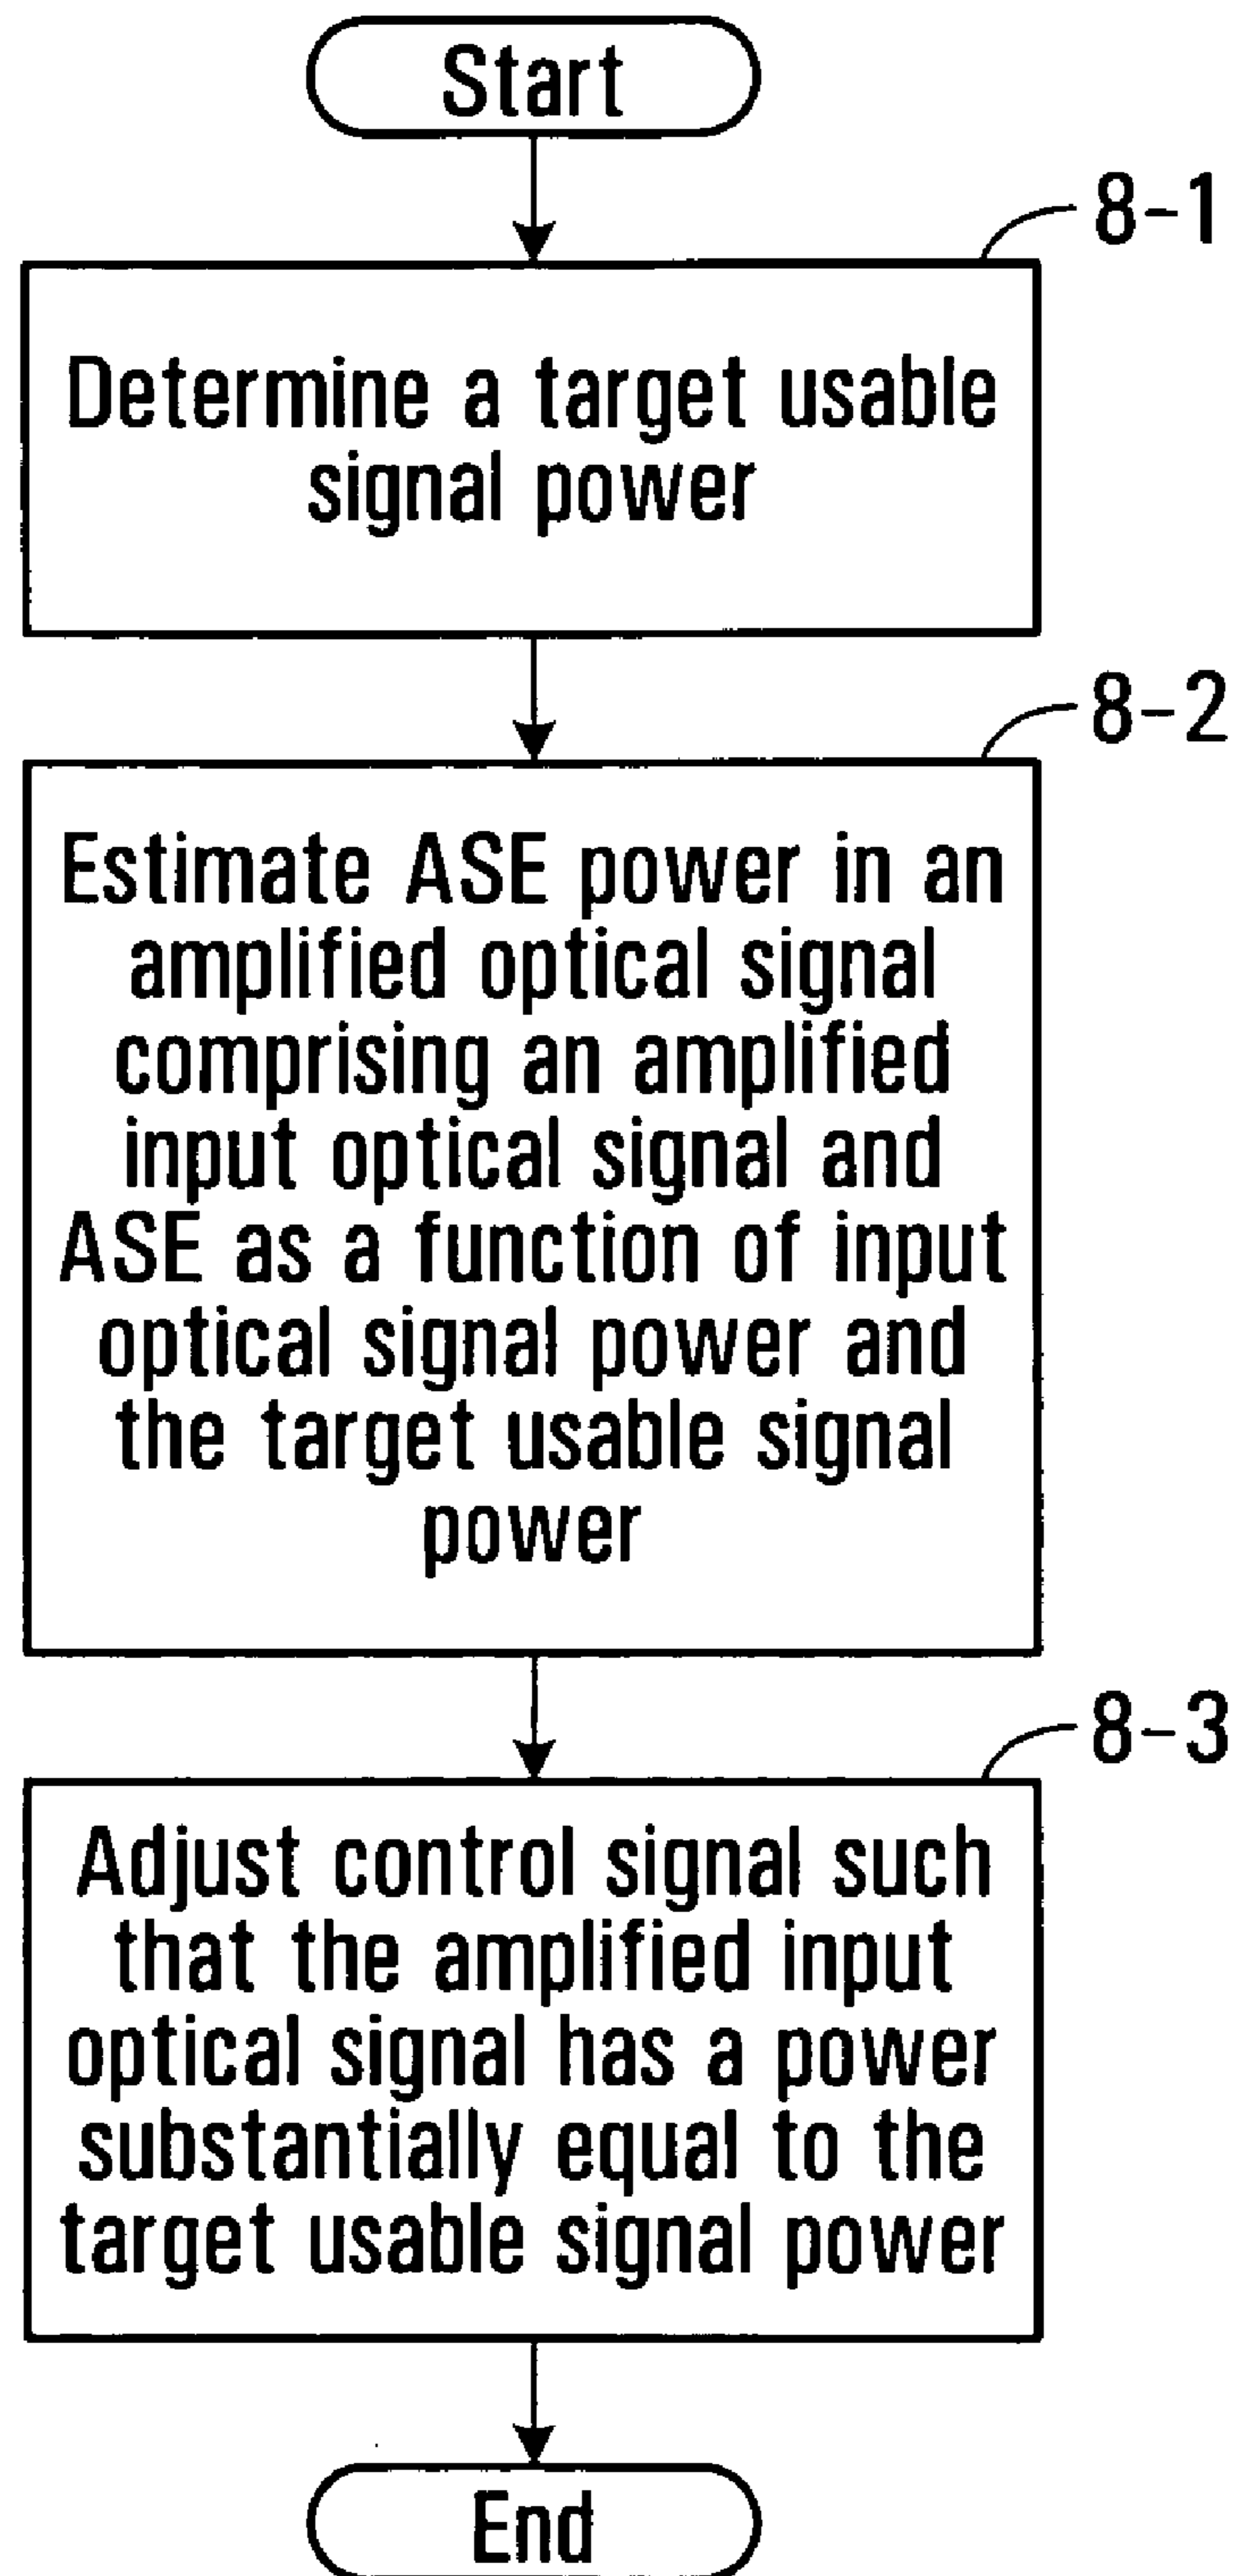 Start
8-1
Determine a target usable
signal power
8-2
Estimate ASE power in an
amplified optical signal
comprising an amplified
input optical signal and
ASE as a function of input
optical signal power and
the target usable signal
power
8-3
Adjust control signal such
that the amplified input
optical signal has a power
substantially equal to the
target usable signal power
End